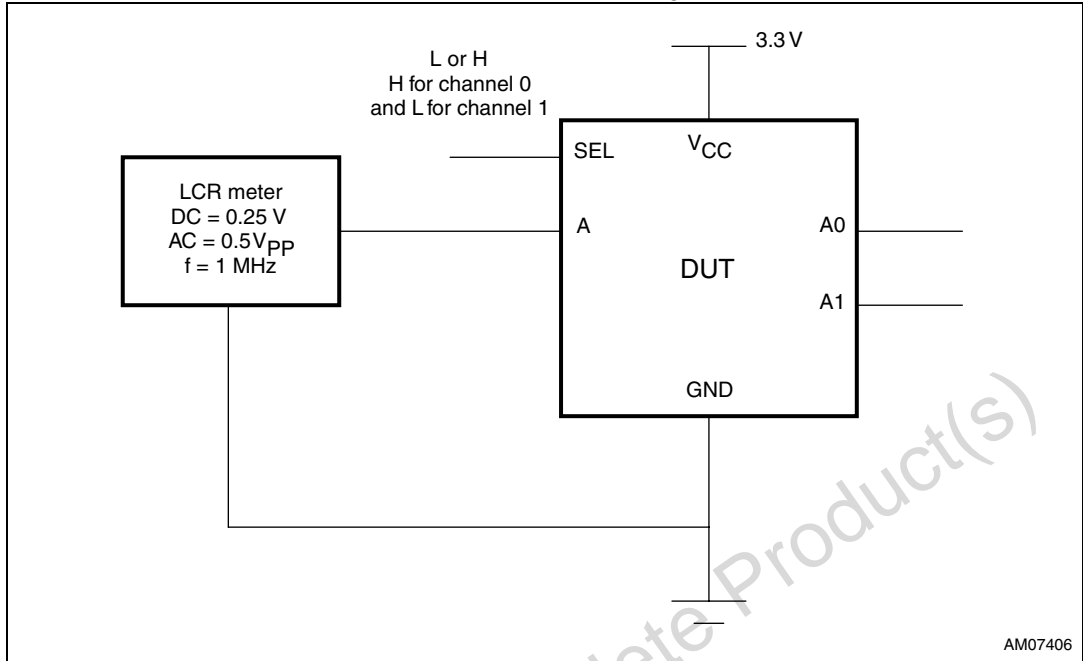 3.3 V
L or H
H for channel 0
and L for channel 1
SEL
VCC
LCR meter
DC = 0.25 V
AC = 0.5VPP
f = 1 MHz
A
A0
DUT
A1
GND
lete Product(s)
AM07406